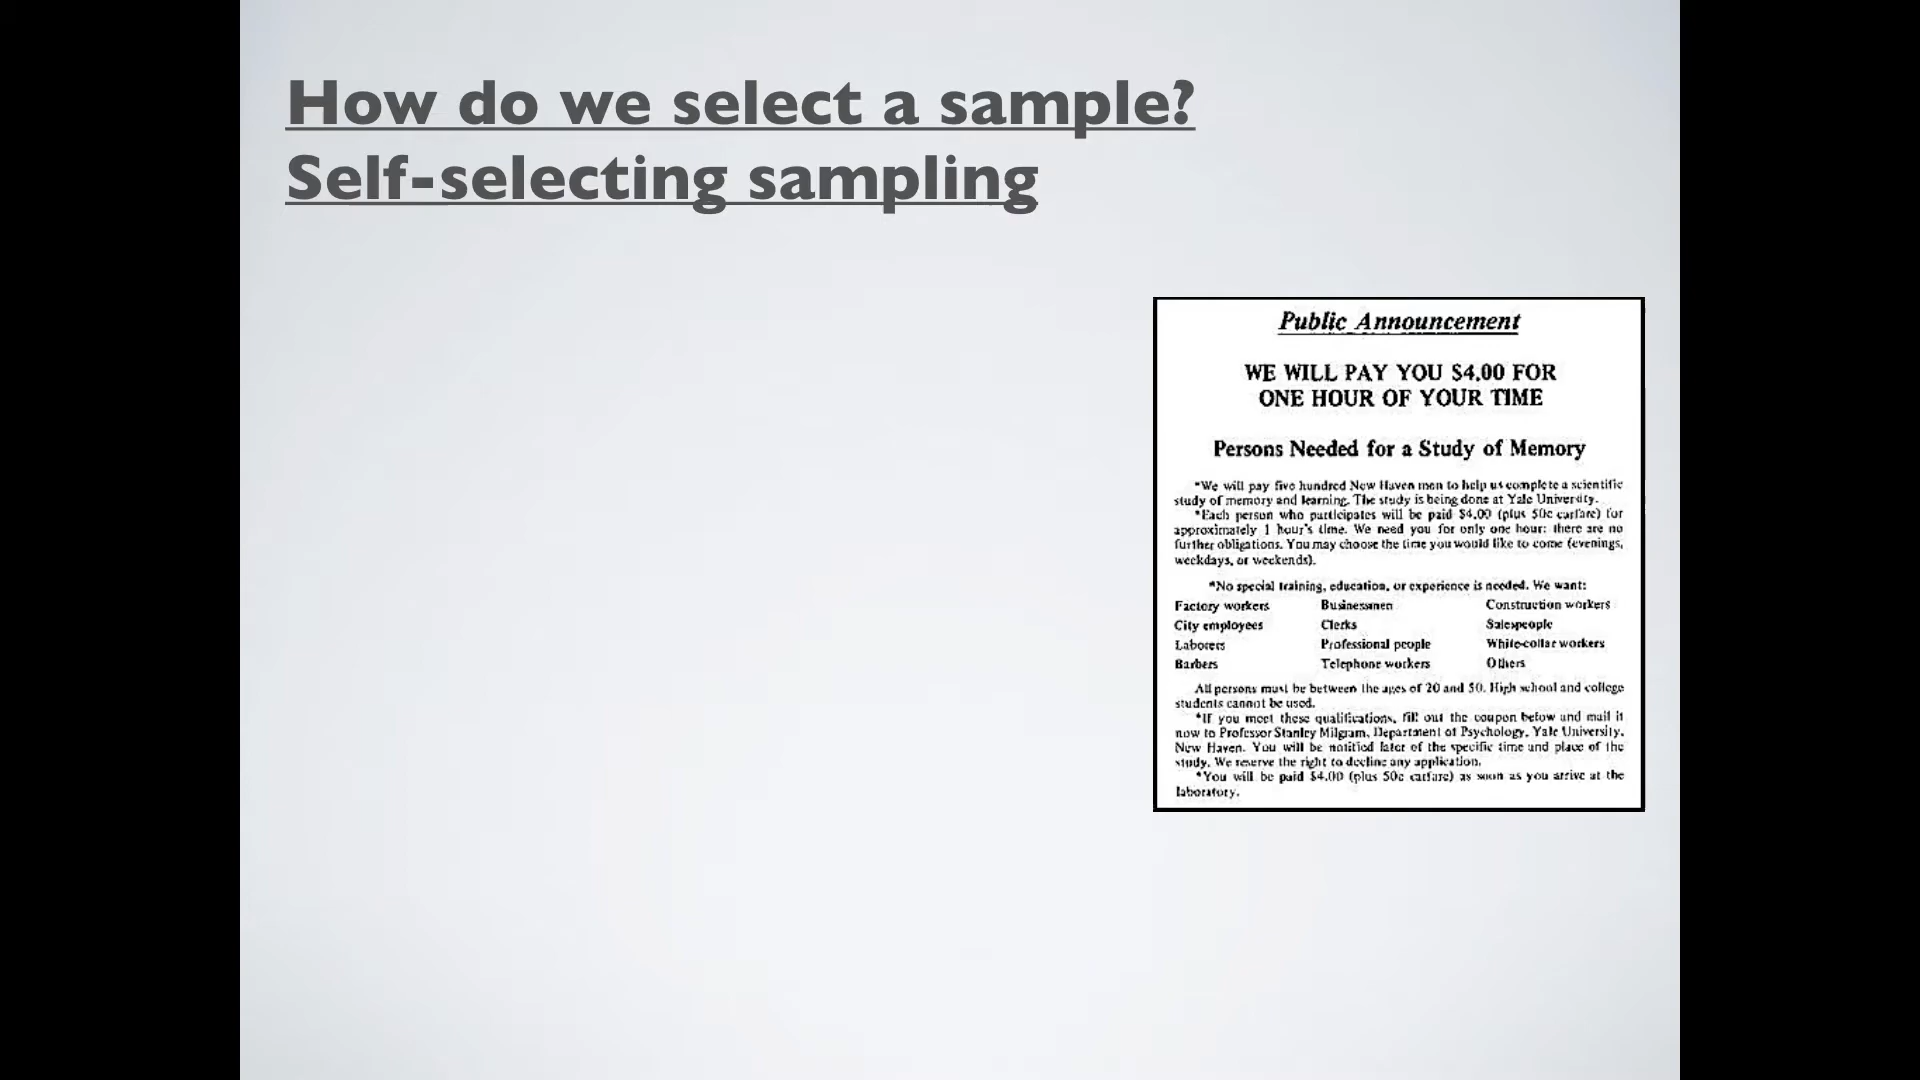 How do we select a sample?
Self-selecting sampling
Public Announcement
WE WILL PAY YOU $4.00 FOR
ONE HOUR OF YOUR TIME
Persons Needed for a Study of Memory
*We will pay five hundred New Haven men to help us complete a scientific
study of memory and learning. The study is being done at Yale University.
*Each person who participates will be paid $4.00 (plus 50c carfare) for
approximately 1 hour's time. We need you for only one hour: there are no
further obligations. You may choose the time you would like to come (evenings,
weekdays, or weekends).
*No special training, education, or experience is needed. We want:
Factory workers Businessmen Construction workers
City employees Clerks Salespeople
Laborers Professional people White-collar workers
Barbers Telephone workers Others
All persons must be between the ages of 20 and 50. High school and college
students cannot be used.
*If you meet these qualifications, fill out the coupon below and mail it
now to Professor Stanley Milgram, Department of Psychology, Yale University,
New Haven. You will be notified later of the specific time and place of the
study. We reserve the right to decline any application.
*You will be paid $4.00 (plus 50c carfare) as soon as you arrive at the
laboratory.